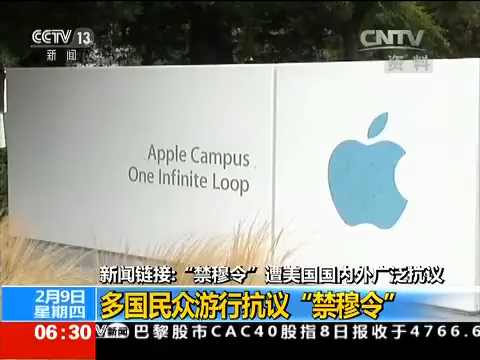 CCTV 13
新闻
CNTV
资料
Apple Campus
One Infinite Loop
新闻链接:“禁穆令”遭美国国内外广泛抗议
2月9日
星期四
多国民众游行抗议“禁穆令”
06:30
新闻
巴黎股市CAC40股指8日报收于4766.6